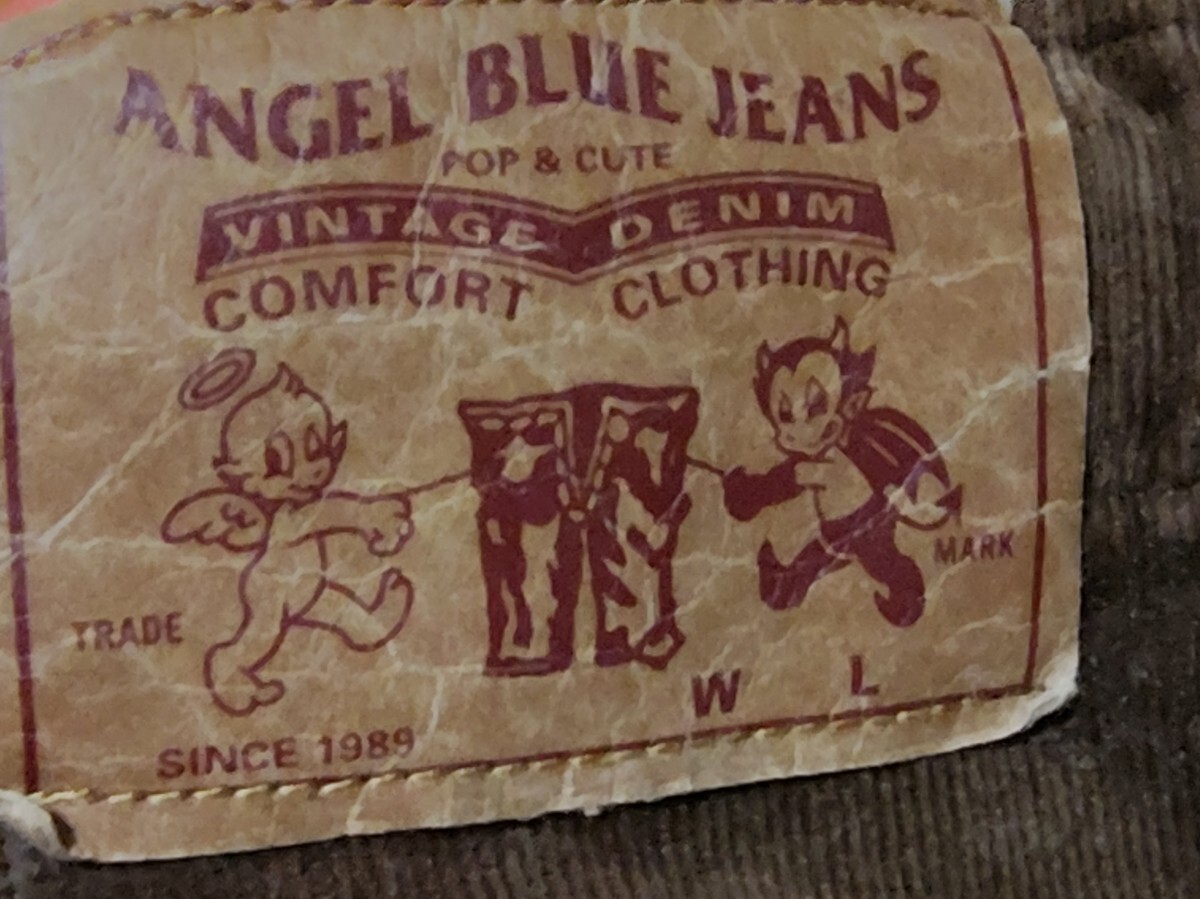 ANGEL BLUE JEANS
POP & CUTE
VINTAGE DENIM
COMFORT CLOTHING
TRADE MARK
W L
SINCE 1989